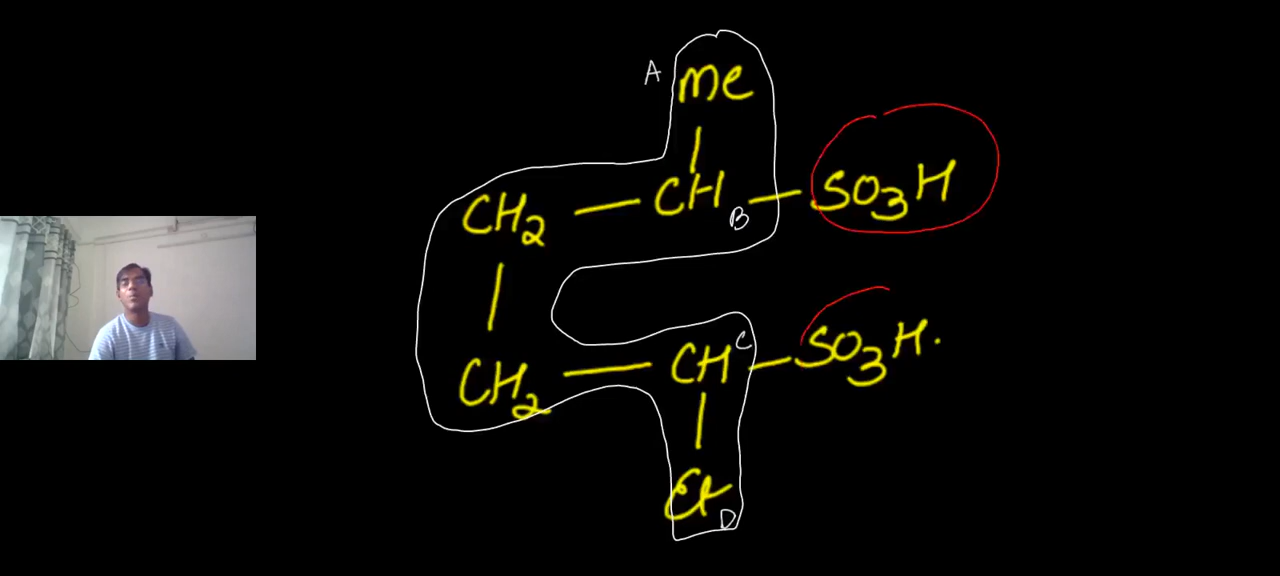 A
Me
CH2 — CH — SO3H
B
CH2 — CH — SO3H.
C
Et
D